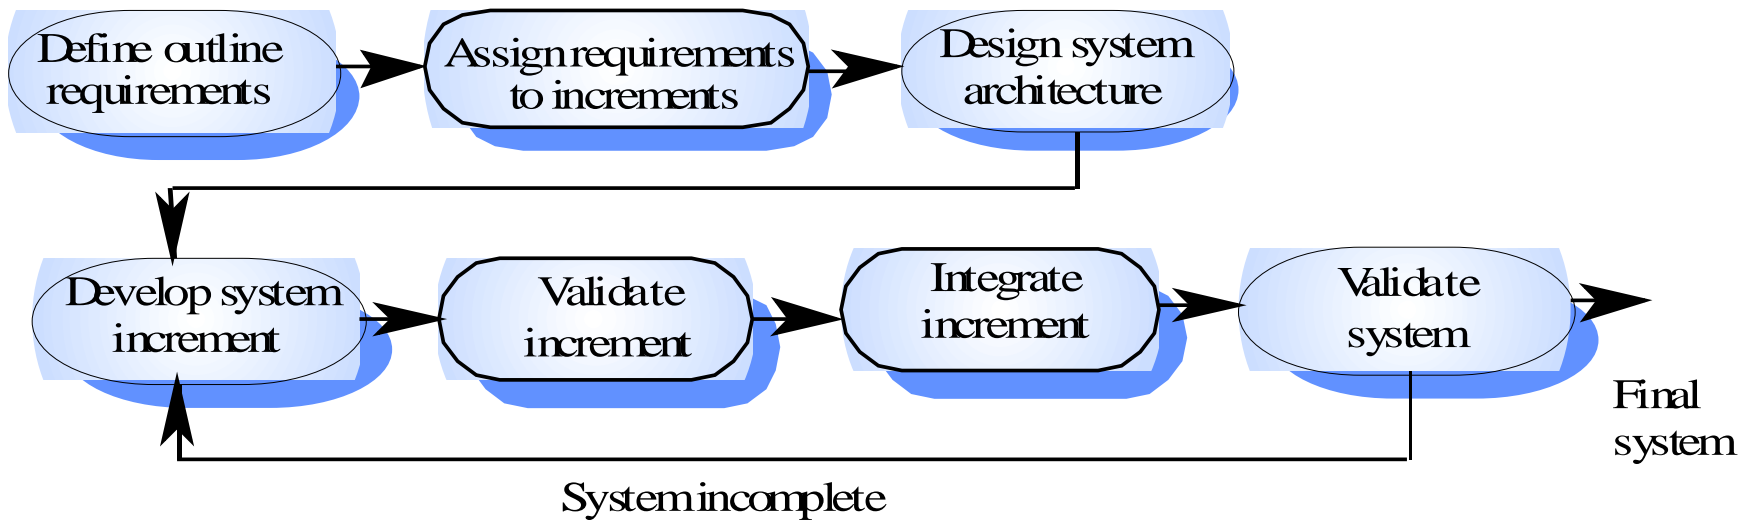 Define outline
requirements
Assign requirements
to increments
Design system
architecture
Develop system
increment
Validate
increment
Integrate
increment
Validate
system
Final
system
System incomplete